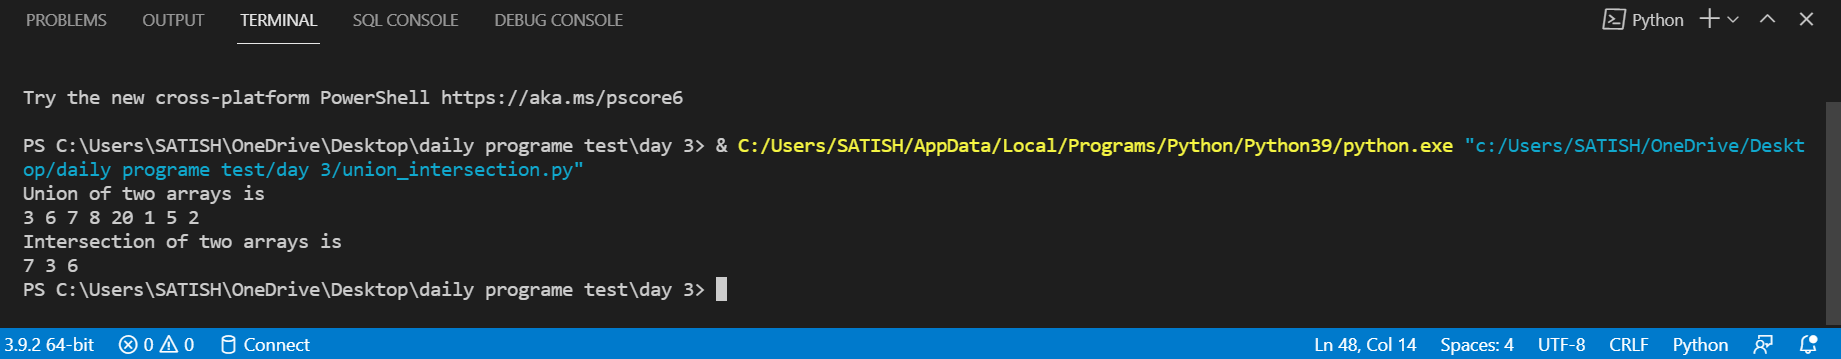 PROBLEMS OUTPUT TERMINAL SQL CONSOLE DEBUG CONSOLE Python
Try the new cross-platform PowerShell https://aka.ms/pscore6
PS C:\Users\SATISH\OneDrive\Desktop\daily programe test\day 3> & C:/Users/SATISH/AppData/Local/Programs/Python/Python39/python.exe "c:/Users/SATISH/OneDrive/Deskt
op/daily programe test/day 3/union_intersection.py"
Union of two arrays is
3 6 7 8 20 1 5 2
Intersection of two arrays is
7 3 6
PS C:\Users\SATISH\OneDrive\Desktop\daily programe test\day 3>
3.9.2 64-bit 0 0 Connect Ln 48, Col 14 Spaces: 4 UTF-8 CRLF Python